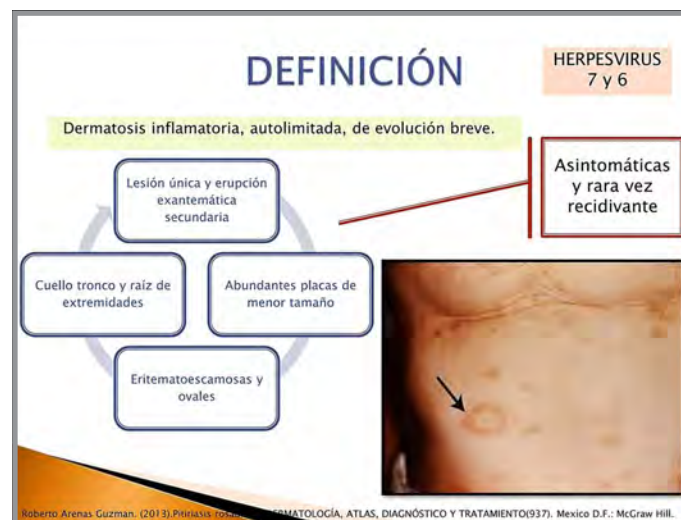 DEFINICIÓN
HERPESVIRUS
7 y 6
Dermatosis inflamatoria, autolimitada, de evolución breve.
Lesión única y erupción
exantemática
secundaria
Asintomáticas
y rara vez
recidivante
Cuello tronco y raíz de
extremidades
Abundantes placas de
menor tamaño
Eritematoescamosas y
ovales
Roberto Arenas Guzman. (2013).Pitiriasis DERMATOLOGÍA, ATLAS, DIAGNÓSTICO Y TRATAMIENTO(937). Mexico D.F.: McGraw Hill.